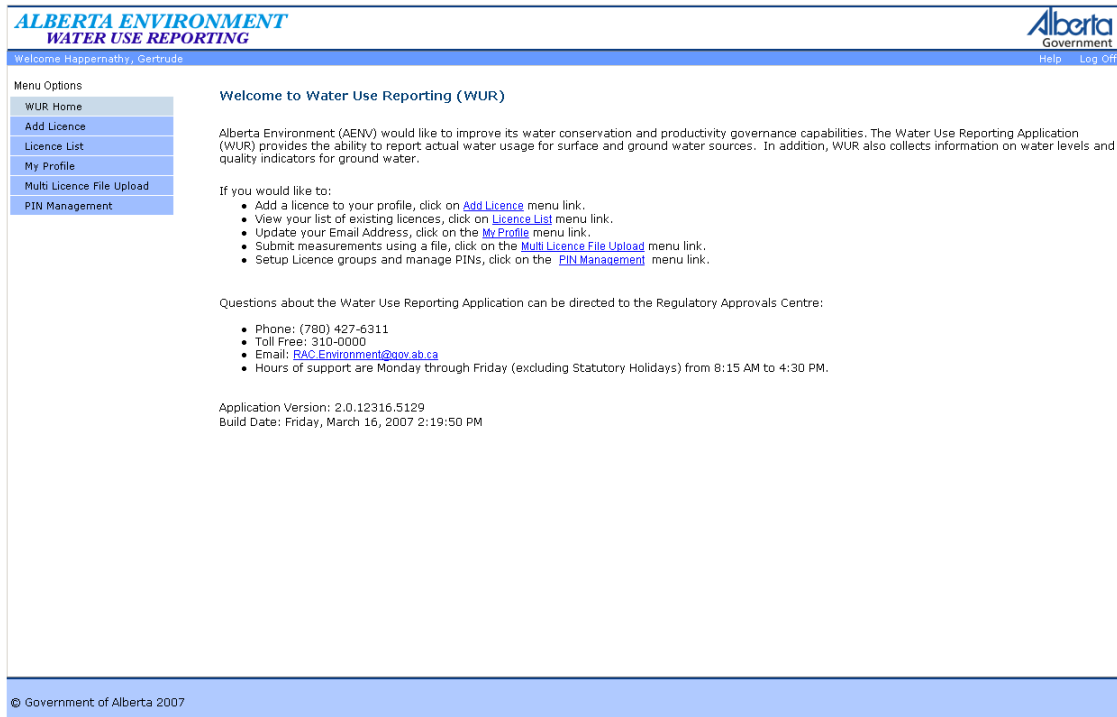 ALBERTA ENVIRONMENT
WATER USE REPORTING
Alberta
Government
Welcome Happernathy, Gertrude
Help Log Off
Menu Options
WUR Home
Add Licence
Licence List
My Profile
Multi Licence File Upload
PIN Management
Welcome to Water Use Reporting (WUR)
Alberta Environment (AENV) would like to improve its water conservation and productivity governance capabilities. The Water Use Reporting Application
(WUR) provides the ability to report actual water usage for surface and ground water sources. In addition, WUR also collects information on water levels and
quality indicators for ground water.
If you would like to:
• Add a licence to your profile, click on Add Licence menu link.
• View your list of existing licences, click on Licence List menu link.
• Update your Email Address, click on the My Profile menu link.
• Submit measurements using a file, click on the Multi Licence File Upload menu link.
• Setup Licence groups and manage PINs, click on the PIN Management menu link.
Questions about the Water Use Reporting Application can be directed to the Regulatory Approvals Centre:
• Phone: (780) 427-6311
• Toll Free: 310-0000
• Email: RAC.Environment@gov.ab.ca
• Hours of support are Monday through Friday (excluding Statutory Holidays) from 8:15 AM to 4:30 PM.
Application Version: 2.0.12316.5129
Build Date: Friday, March 16, 2007 2:19:50 PM
© Government of Alberta 2007